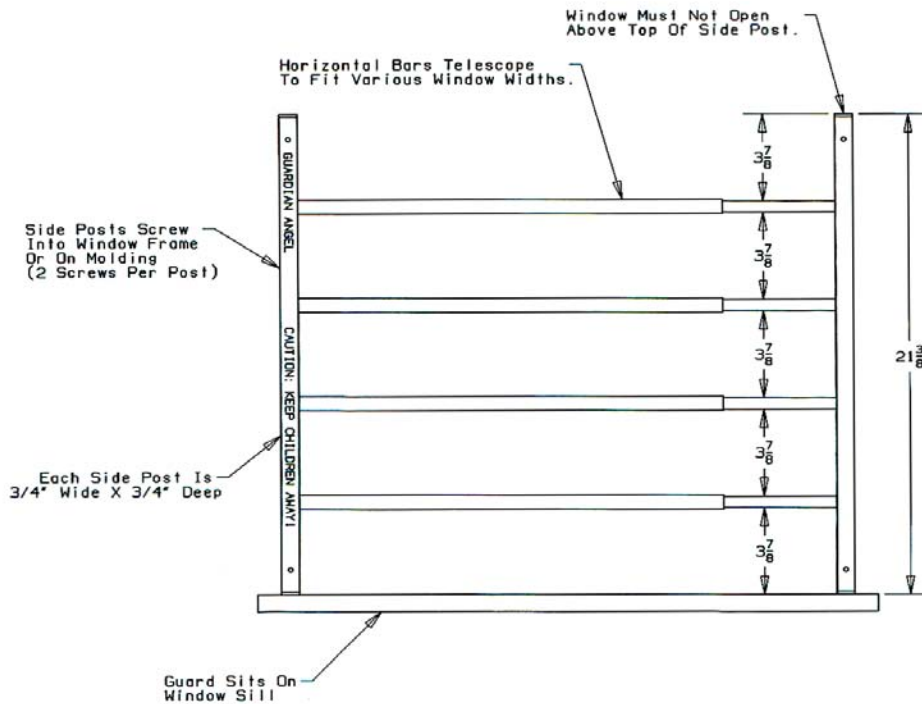 Window Must Not Open
Above Top Of Side Post.
Horizontal Bars Telescope
To Fit Various Window Widths.
3 7/8
GUARDIAN ANGEL
Side Posts Screw
Into Window Frame
Or On Molding
(2 Screws Per Post)
3 7/8
CAUTION: KEEP CHILDREN AWAY!
3 7/8
21 3/8
3 7/8
Each Side Post Is
3/4" Wide X 3/4" Deep
3 7/8
Guard Sits On
Window Sill